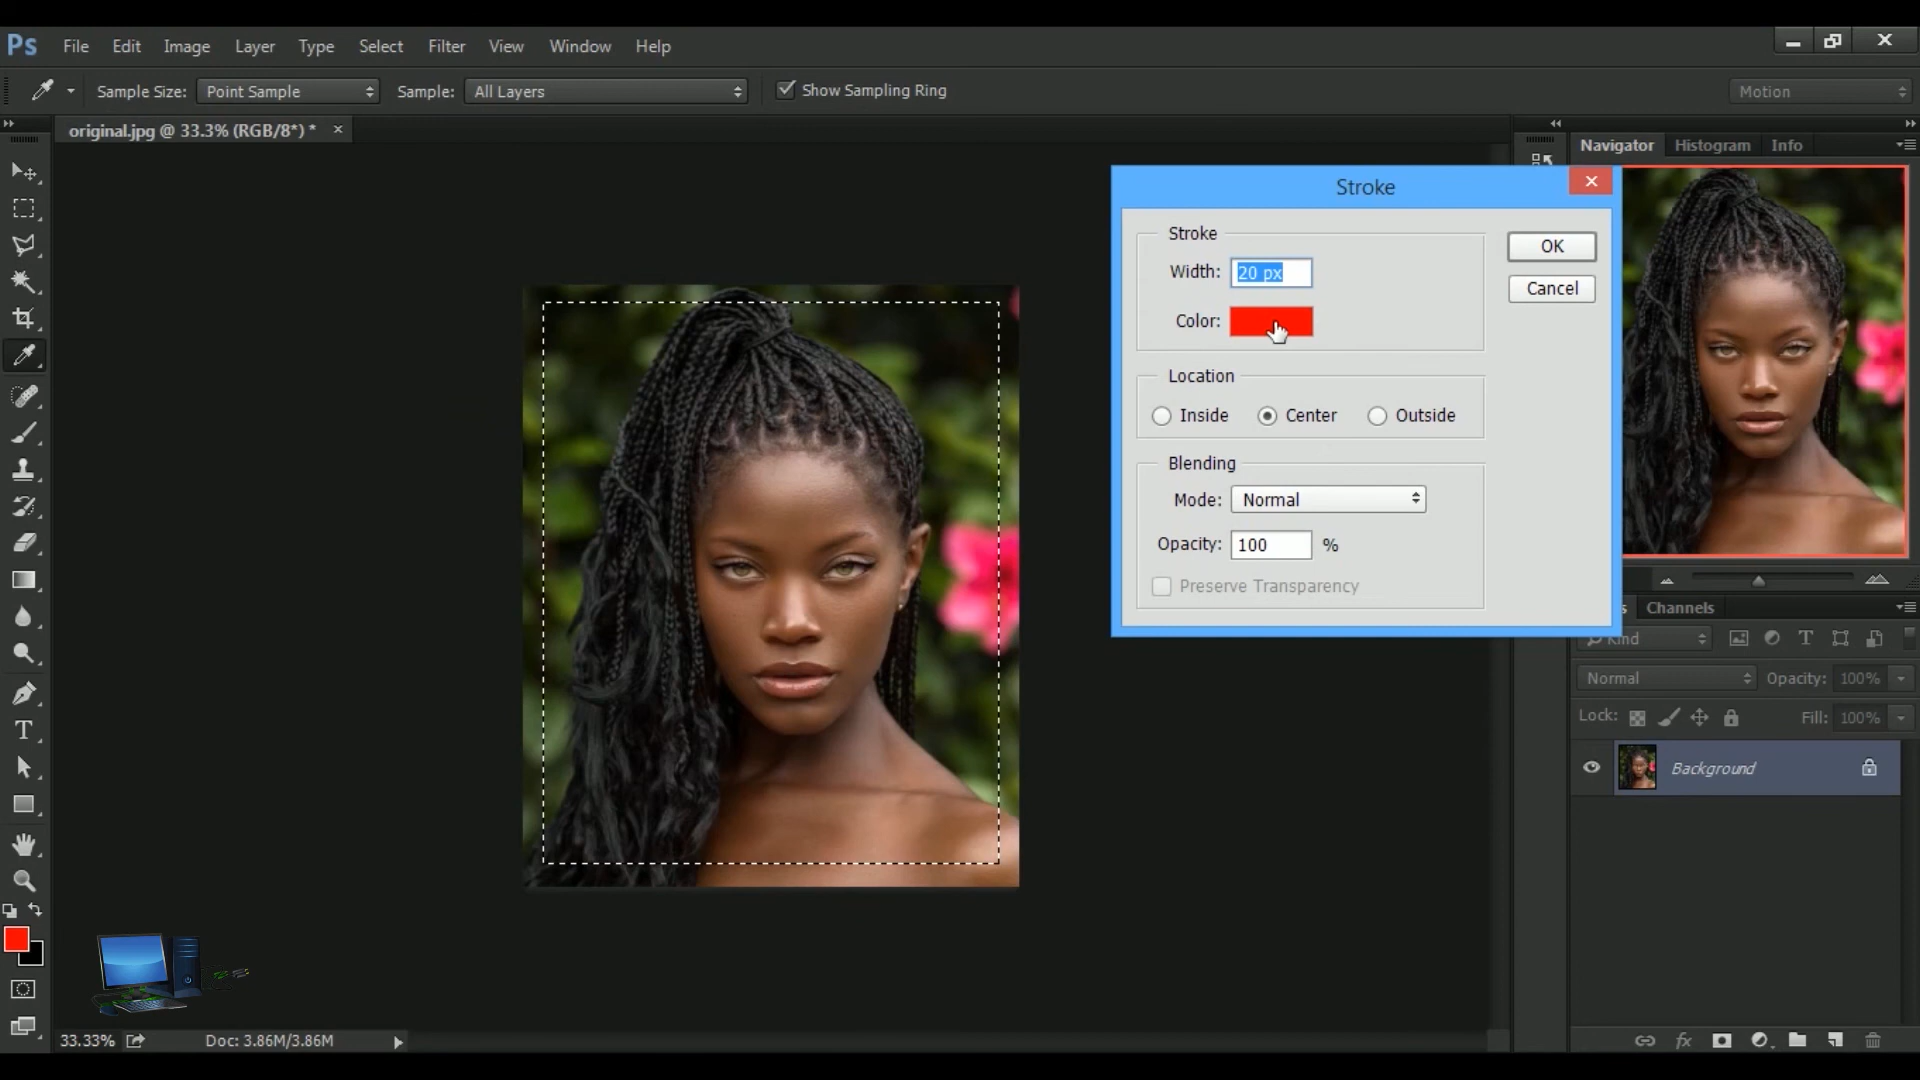 Ps File Edit Image Layer Type Select Filter View Window Help
Sample Size: Point Sample Sample: All Layers Show Sampling Ring Motion
original.jpg @ 33.3% (RGB/8*) * ×
Navigator Histogram Info
Stroke
Stroke
Width: 20 px
Color:
OK
Cancel
Location
Inside Center Outside
Blending
Mode: Normal
Opacity: 100 %
Preserve Transparency
Channels
Kind
Normal Opacity: 100%
Lock: Fill: 100%
Background
33.33% Doc: 3.86M/3.86M